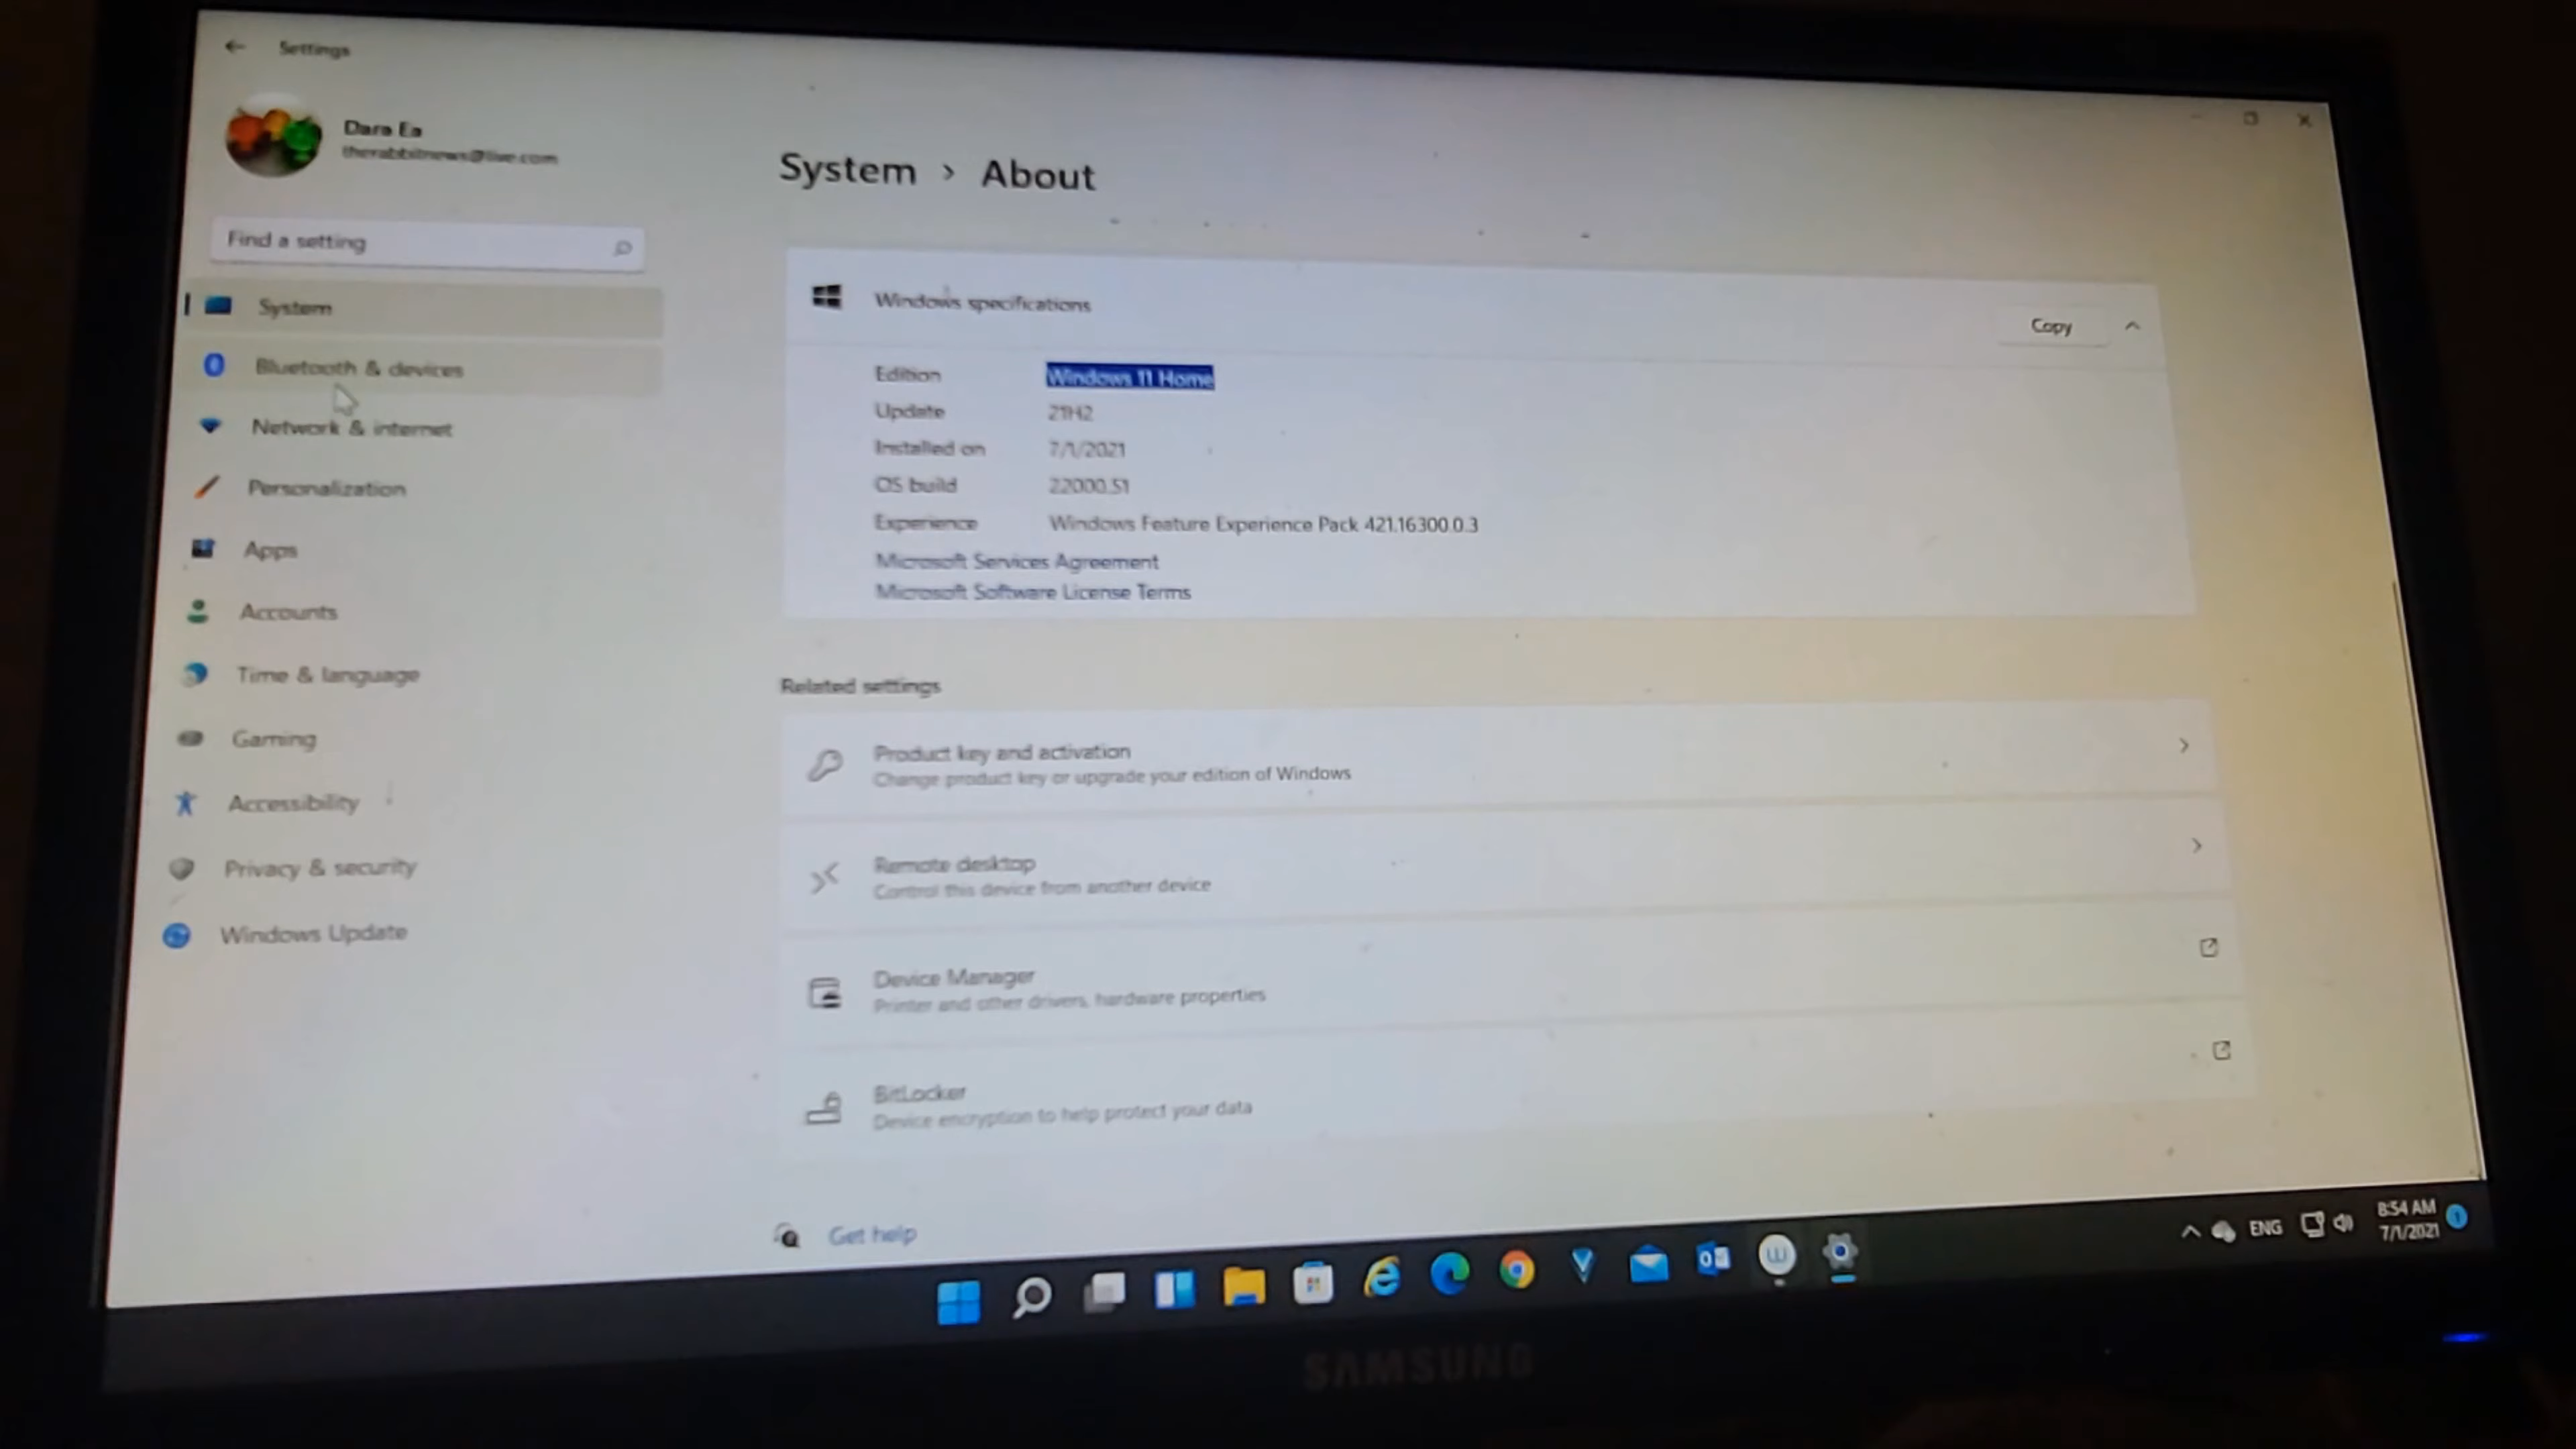 Settings
Dara Ea
therabbitnews@live.com
Find a setting
System
Bluetooth & devices
Network & internet
Personalization
Apps
Accounts
Time & language
Gaming
Accessibility
Privacy & security
Windows Update
System > About
Windows specifications
Copy
Edition Windows 11 Home
Update 21H2
Installed on 7/1/2021
OS build 22000.51
Experience Windows Feature Experience Pack 421.16300.0.3
Microsoft Services Agreement
Microsoft Software License Terms
Related settings
Product key and activation
Change product key or upgrade your edition of Windows
Remote desktop
Control this device from another device
Device Manager
Printer and other drivers, hardware properties
BitLocker
Device encryption to help protect your data
Get help
ENG
8:54 AM
7/1/2021
1
SAMSUNG